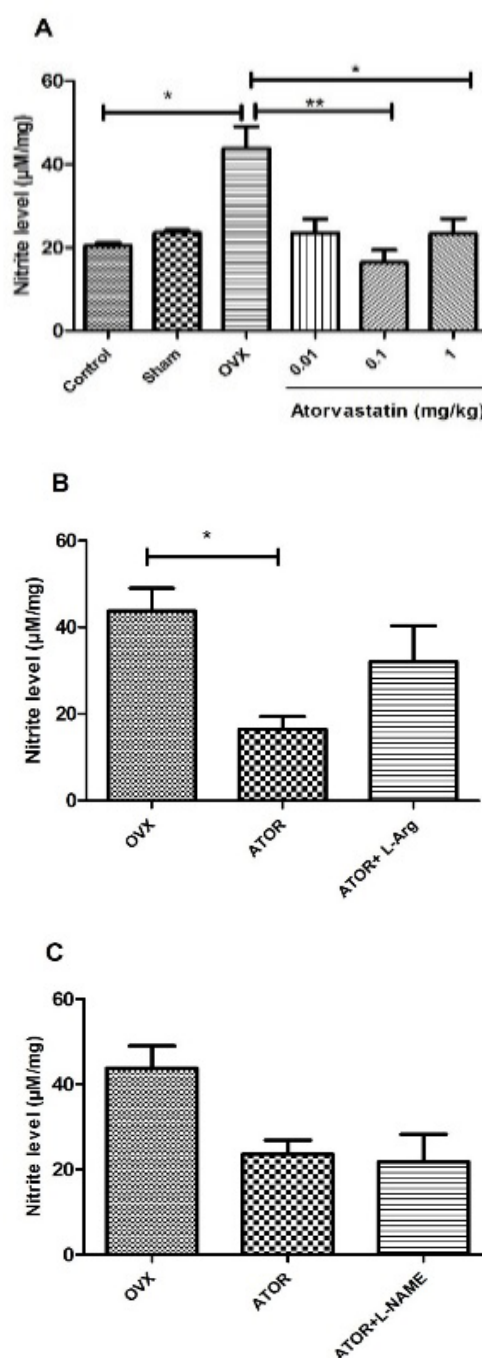 A
Nitrite level (µM/mg)
60
40
20
0
*
**
*
Control
Sham
OVX
0.01
0.1
1
Atorvastatin (mg/kg)
B
Nitrite level (µM/mg)
60
40
20
0
*
OVX
ATOR
ATOR+ L-Arg
C
Nitrite level (µM/mg)
60
40
20
0
OVX
ATOR
ATOR+L-NAME